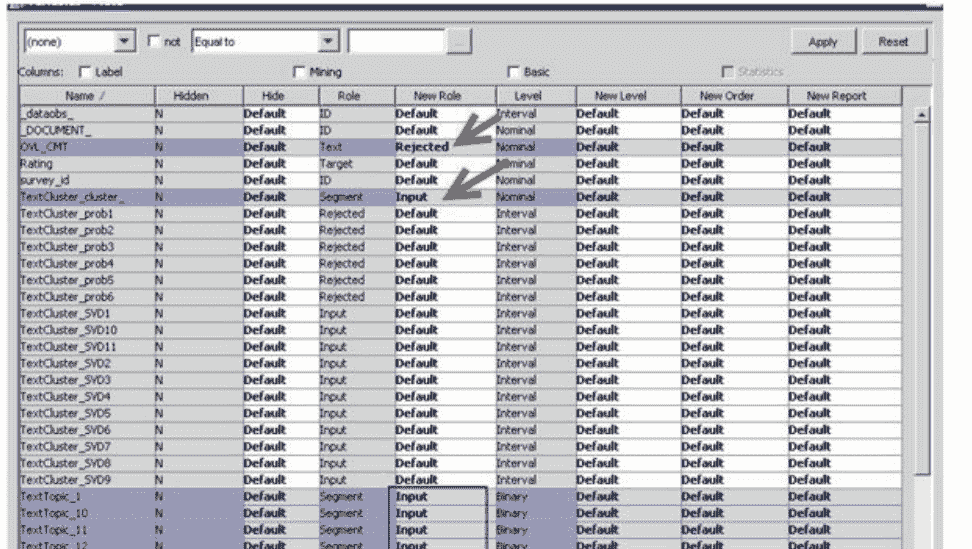 (none) not Equal to ... Apply Reset
Columns: Label Mining Basic Statistics
Name / Hidden Hide Role New Role Level New Level New Order New Report
_dataobs_ N Default ID Default Interval Default Default Default
_DOCUMENT_ N Default ID Default Nominal Default Default Default
OVL_CMT N Default Text Rejected Nominal Default Default Default
Rating N Default Target Default Nominal Default Default Default
survey_id N Default ID Default Nominal Default Default Default
TextCluster_cluster_ N Default Segment Input Nominal Default Default Default
TextCluster_prob1 N Default Rejected Default Interval Default Default Default
TextCluster_prob2 N Default Rejected Default Interval Default Default Default
TextCluster_prob3 N Default Rejected Default Interval Default Default Default
TextCluster_prob4 N Default Rejected Default Interval Default Default Default
TextCluster_prob5 N Default Rejected Default Interval Default Default Default
TextCluster_prob6 N Default Rejected Default Interval Default Default Default
TextCluster_SVD1 N Default Input Default Interval Default Default Default
TextCluster_SVD10 N Default Input Default Interval Default Default Default
TextCluster_SVD11 N Default Input Default Interval Default Default Default
TextCluster_SVD2 N Default Input Default Interval Default Default Default
TextCluster_SVD3 N Default Input Default Interval Default Default Default
TextCluster_SVD4 N Default Input Default Interval Default Default Default
TextCluster_SVD5 N Default Input Default Interval Default Default Default
TextCluster_SVD6 N Default Input Default Interval Default Default Default
TextCluster_SVD7 N Default Input Default Interval Default Default Default
TextCluster_SVD8 N Default Input Default Interval Default Default Default
TextCluster_SVD9 N Default Input Default Interval Default Default Default
TextTopic_1 N Default Segment Input Binary Default Default Default
TextTopic_10 N Default Segment Input Binary Default Default Default
TextTopic_11 N Default Segment Input Binary Default Default Default
TextTopic_12 N Default Segment Input Binary Default Default Default